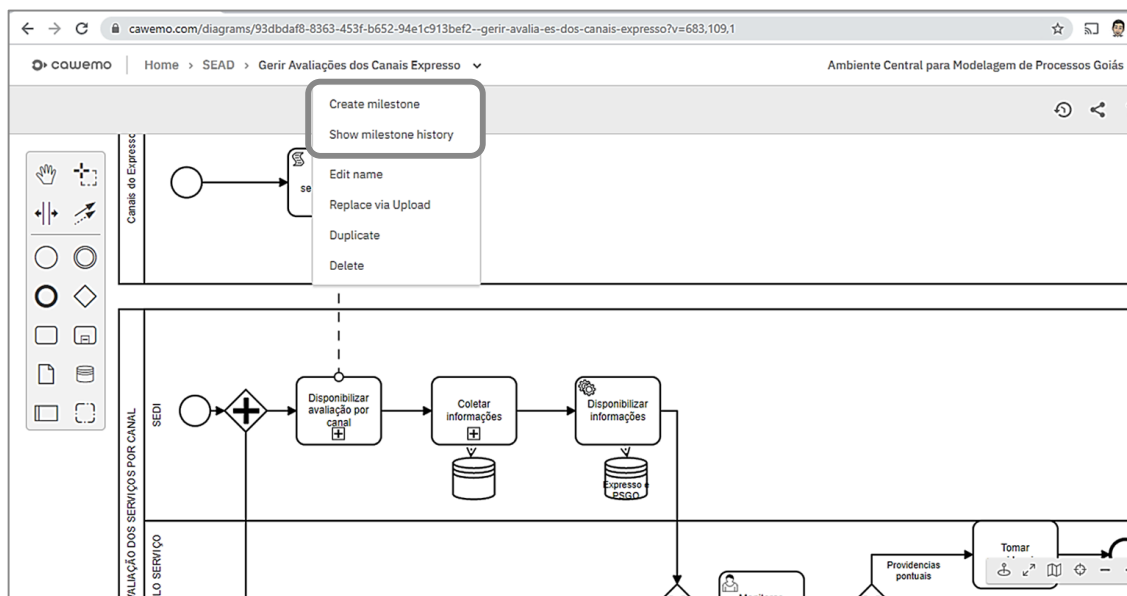 cawemo.com/diagrams/93dbdaf8-8363-453f-b652-94e1c913bef2--gerir-avalia-es-dos-canais-expresso?v=683,109,1
cawemo Home > SEAD > Gerir Avaliações dos Canais Expresso Ambiente Central para Modelagem de Processos Goiás
Create milestone
Show milestone history
Edit name
Replace via Upload
Duplicate
Delete
Canais do Expresso
se
VALIAÇÃO DOS SERVIÇOS POR CANAL
SEDI
Disponibilizar
avaliação por
canal
Coletar
informações
Disponibilizar
informações
Expresso e
PSGO
LO SERVIÇO
Providencias
pontuais
Tomar